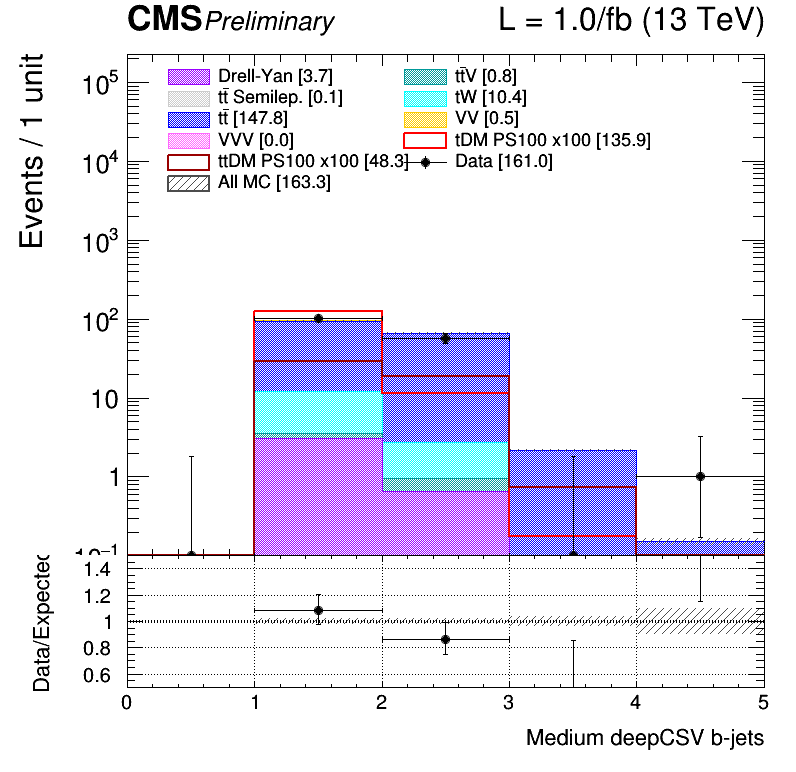 CMS Preliminary L = 1.0/fb (13 TeV)
Events / 1 unit
Drell-Yan [3.7]
tt̄V [0.8]
tt̄ Semilep. [0.1]
tW [10.4]
tt̄ [147.8]
VV [0.5]
VVV [0.0]
tDM PS100 x100 [135.9]
ttDM PS100 x100 [48.3]
Data [161.0]
All MC [163.3]
10⁵
10⁴
10³
10²
10
1
10⁻¹
Data/Expected
1.4
1.2
1
0.8
0.6
0 1 2 3 4 5
Medium deepCSV b-jets